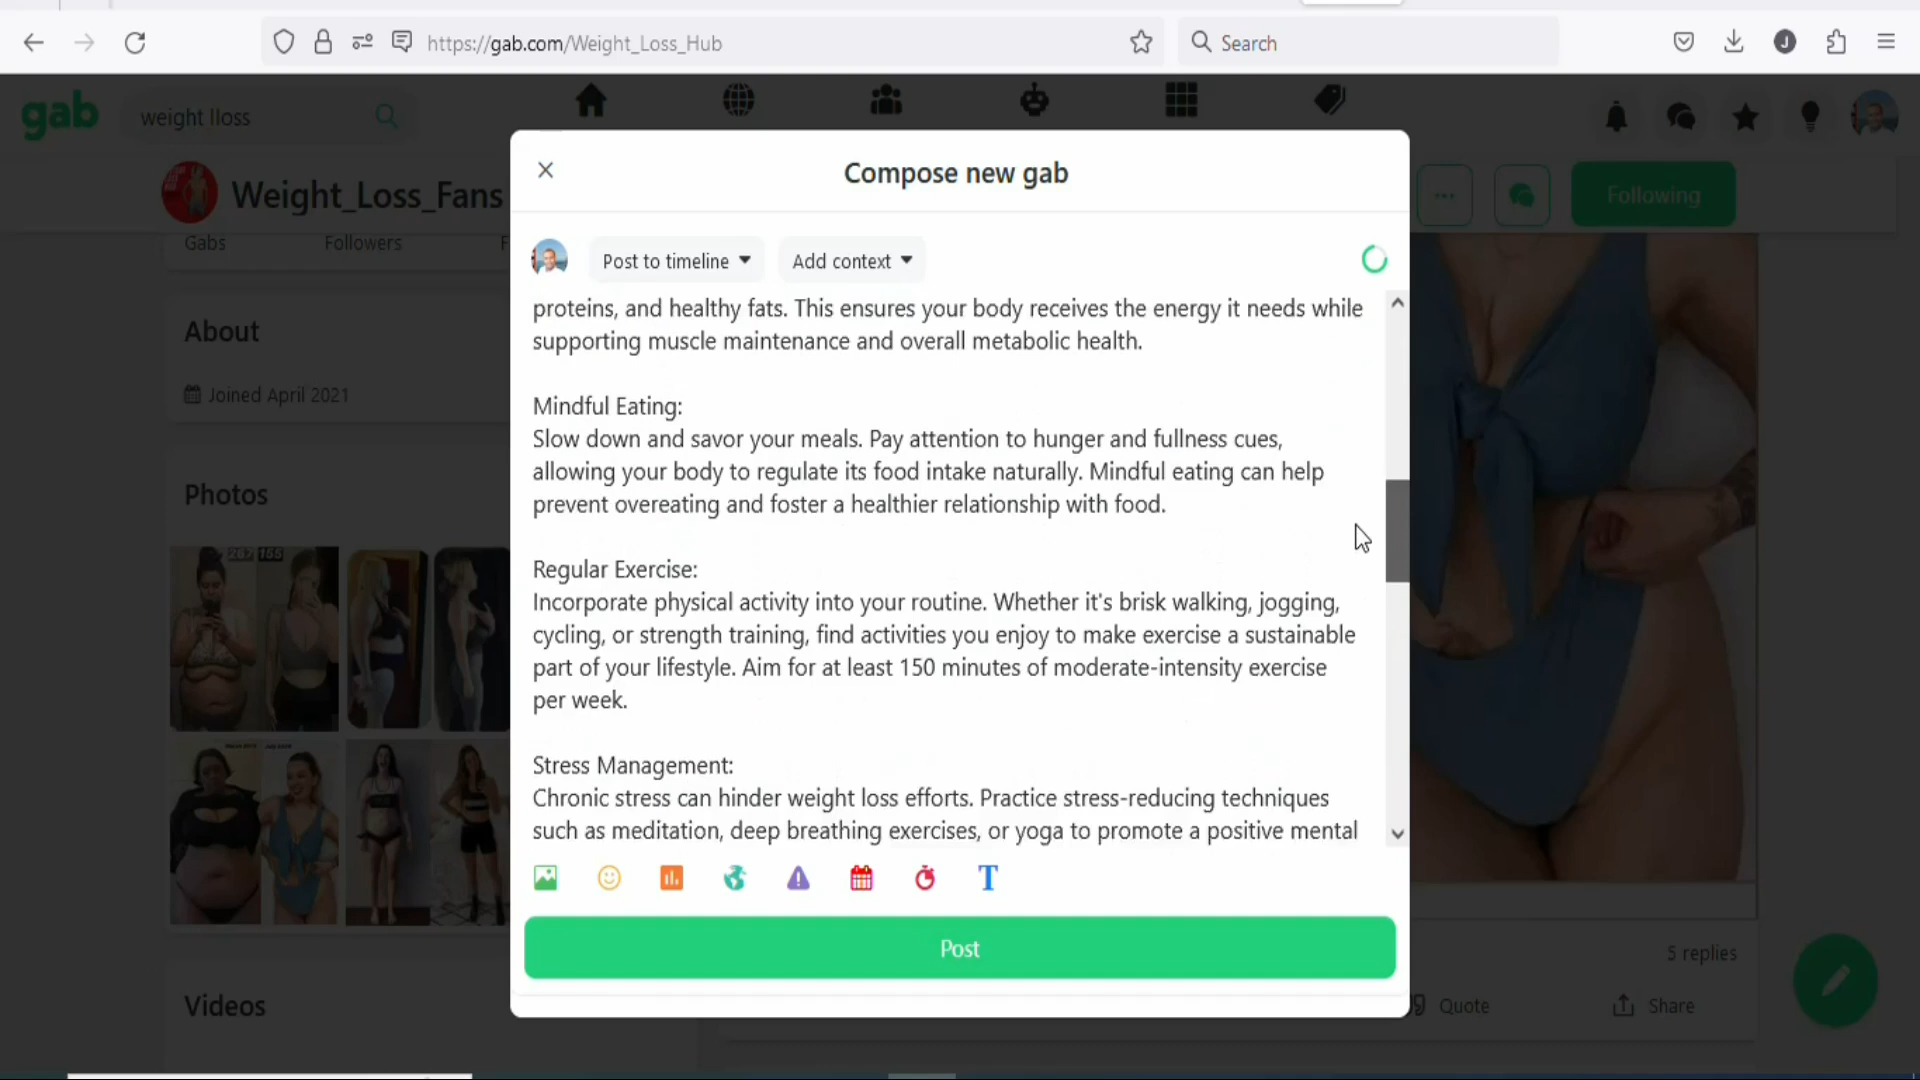 https://gab.com/Weight_Loss_Hub
Search
gab
weight lloss
Weight_Loss_Fans
Following
Gabs
Followers
About
Joined April 2021
Photos
287 155
Videos
Compose new gab
Post to timeline
Add context
proteins, and healthy fats. This ensures your body receives the energy it needs while
supporting muscle maintenance and overall metabolic health.
Mindful Eating:
Slow down and savor your meals. Pay attention to hunger and fullness cues,
allowing your body to regulate its food intake naturally. Mindful eating can help
prevent overeating and foster a healthier relationship with food.
Regular Exercise:
Incorporate physical activity into your routine. Whether it's brisk walking, jogging,
cycling, or strength training, find activities you enjoy to make exercise a sustainable
part of your lifestyle. Aim for at least 150 minutes of moderate-intensity exercise
per week.
Stress Management:
Chronic stress can hinder weight loss efforts. Practice stress-reducing techniques
such as meditation, deep breathing exercises, or yoga to promote a positive mental
T
Post
5 replies
Quote
Share
J